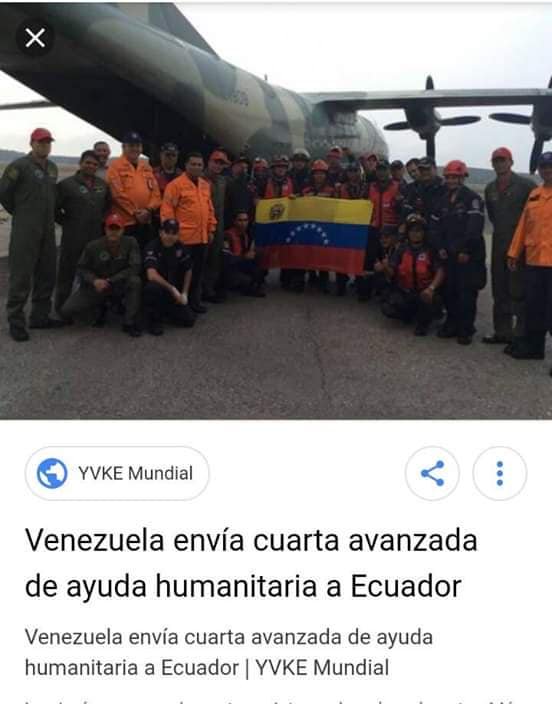 YVKE Mundial
Venezuela envía cuarta avanzada
de ayuda humanitaria a Ecuador
Venezuela envía cuarta avanzada de ayuda
humanitaria a Ecuador | YVKE Mundial